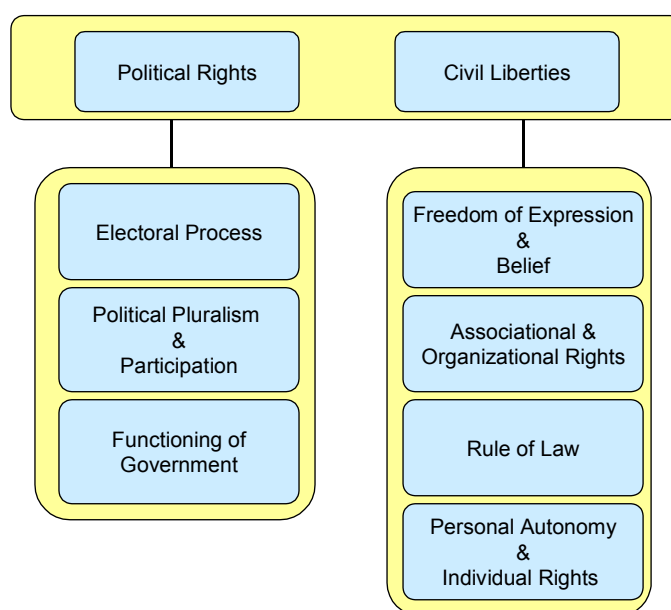 Political Rights
Civil Liberties
Electoral Process
Political Pluralism
&
Participation
Functioning of
Government
Freedom of Expression
&
Belief
Associational &
Organizational Rights
Rule of Law
Personal Autonomy
&
Individual Rights